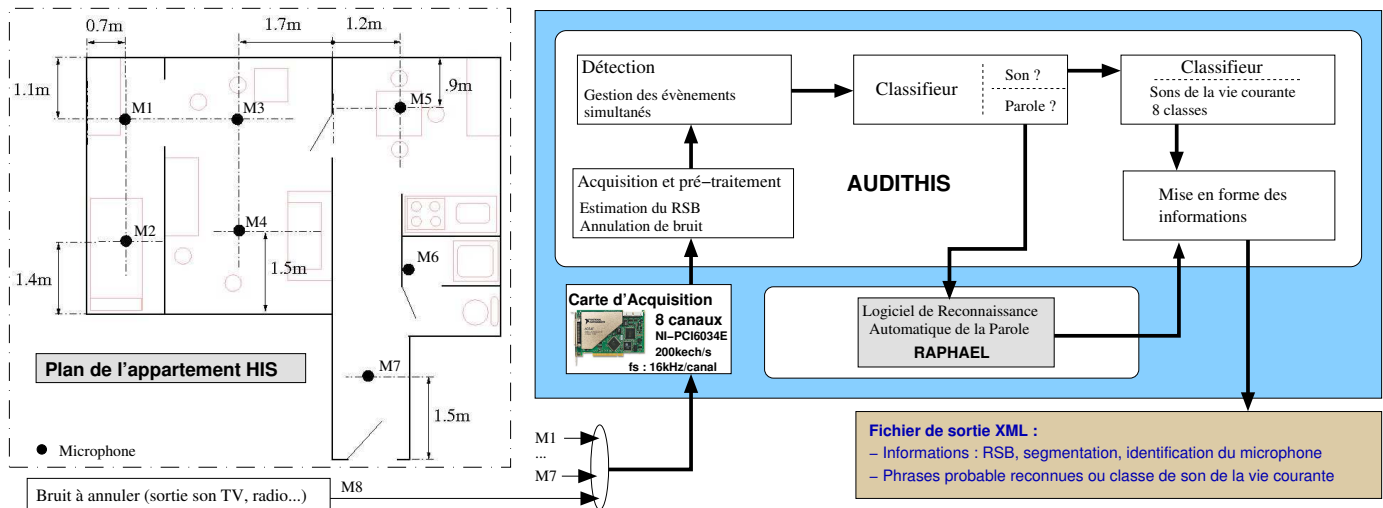 0.7m
1.7m
1.2m
1.1m
.9m
M1
M3
M5
M2
M4
M6
1.4m
1.5m
Plan de l'appartement HIS
M7
1.5m
Microphone
Bruit à annuler (sortie son TV, radio...)
M8
M1
...
M7
Détection
Gestion des évènements
simultanés
Classifieur
Son ?
Parole ?
Classifieur
Sons de la vie courante
8 classes
Acquisition et pré−traitement
Estimation du RSB
Annulation de bruit
AUDITHIS
Mise en forme des
informations
Carte d'Acquisition
8 canaux
NI−PCI6034E
200kech/s
fs : 16kHz/canal
Logiciel de Reconnaissance
Automatique de la Parole
RAPHAEL
Fichier de sortie XML :
− Informations : RSB, segmentation, identification du microphone
− Phrases probable reconnues ou classe de son de la vie courante